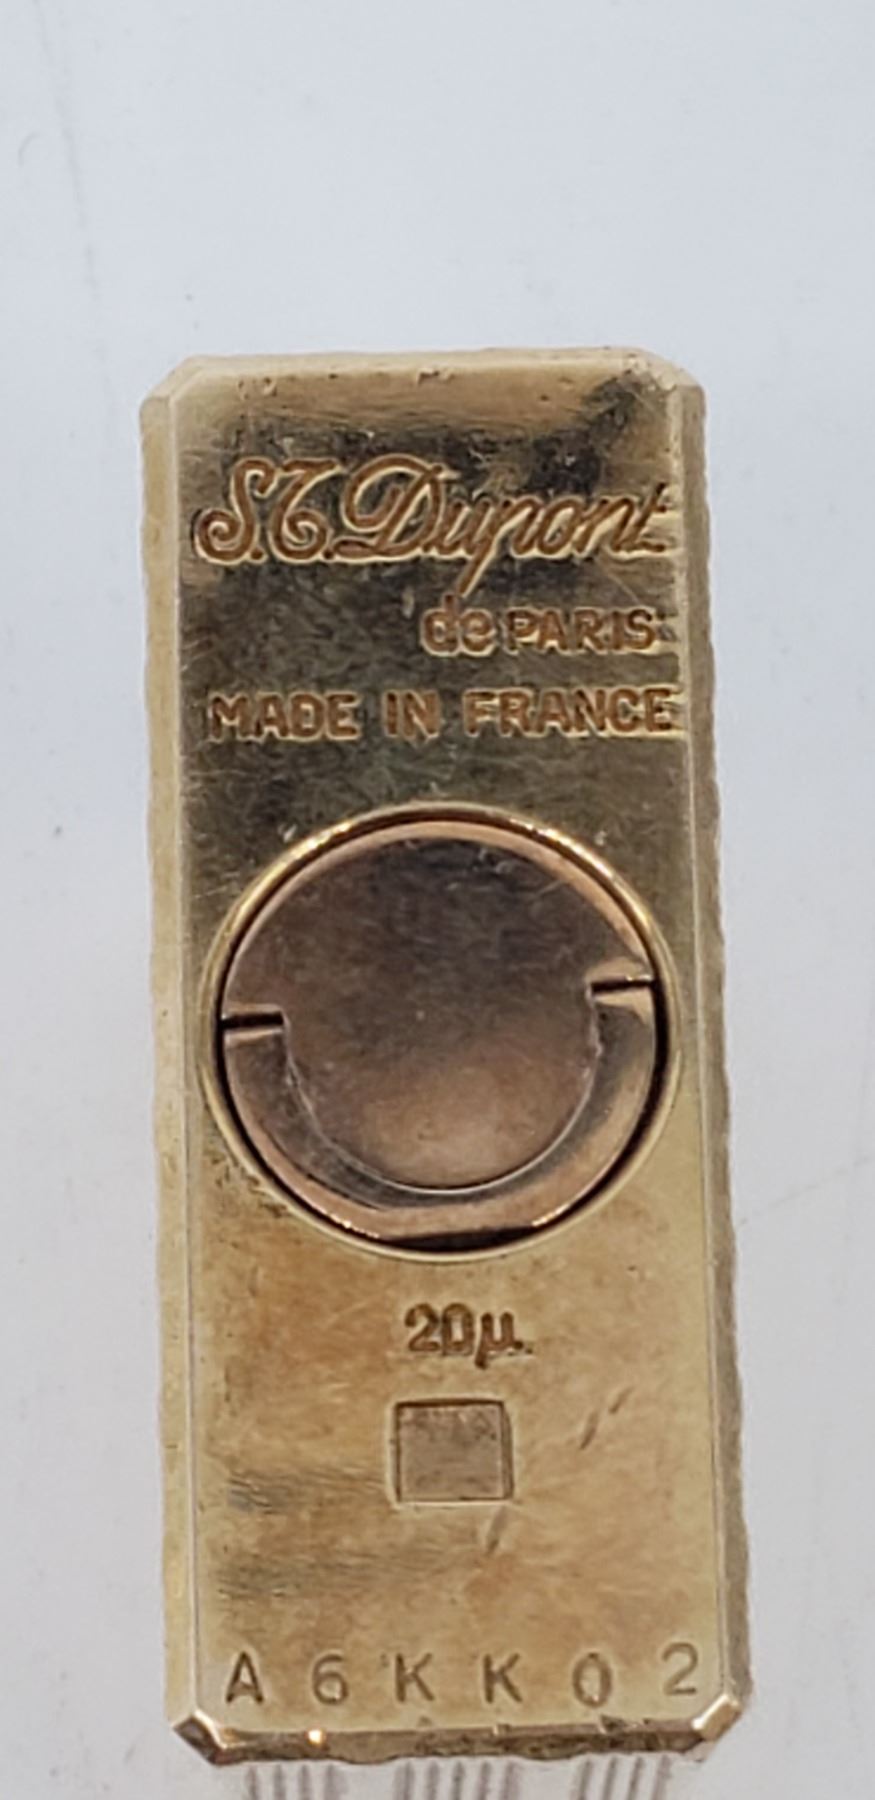 S.T. Dupont
de PARIS
MADE IN FRANCE
20µ
A6KK02